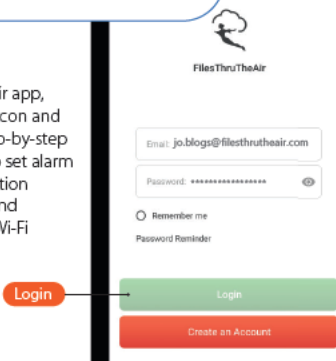 FilesThruTheAir
ir app,
con and
p-by-step
set alarm
tion
nd
Vi-Fi
Email: jo.blogs@filesthrutheair.com
Password: ******************
Remember me
Password Reminder
Login
Login
Create an Account